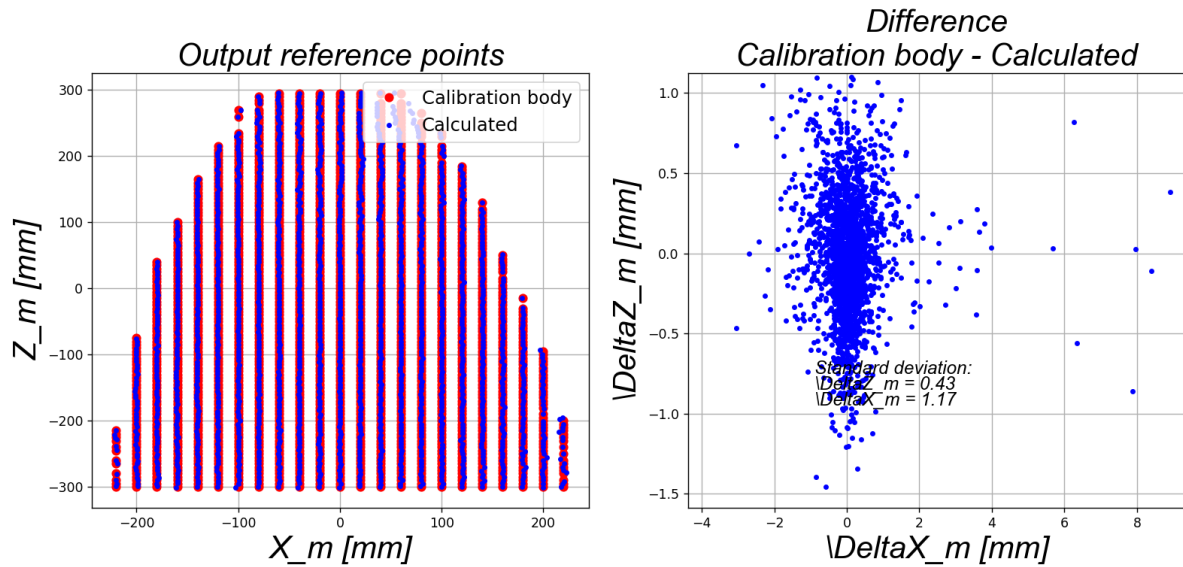 Output reference points
Z_m [mm]
300
200
100
0
−100
−200
−300
Calibration body
Calculated
−200
−100
0
100
200
X_m [mm]
Difference
Calibration body - Calculated
\DeltaZ_m [mm]
1.0
0.5
0.0
−0.5
−1.0
−1.5
Standard deviation:
\DeltaZ_m = 0.43
\DeltaX_m = 1.17
−4
−2
0
2
4
6
8
\DeltaX_m [mm]